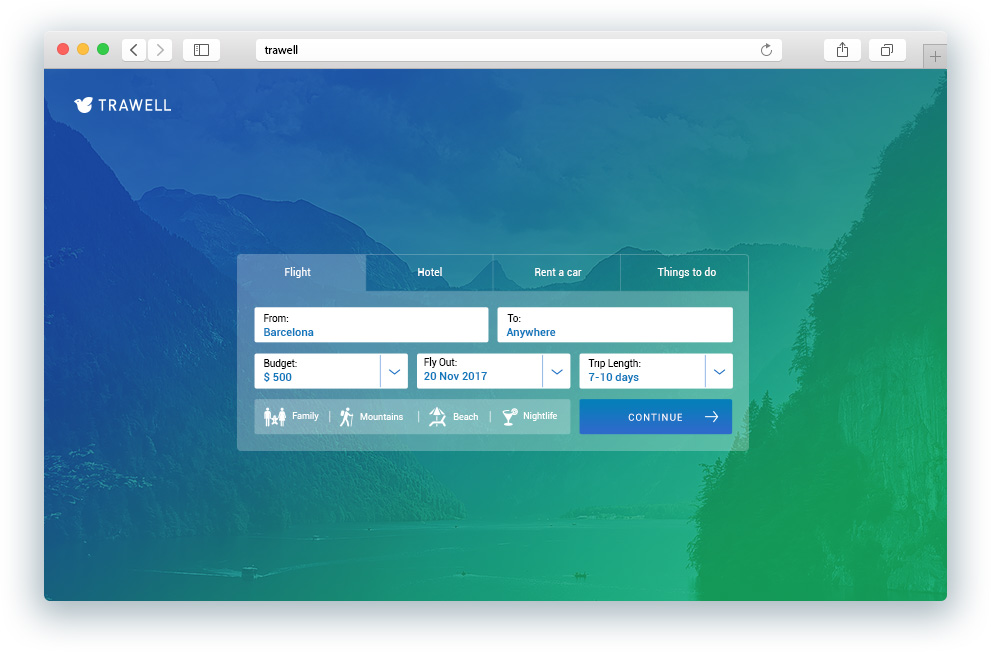 trawell
TRAWELL
Flight
Hotel
Rent a car
Things to do
From:
Barcelona
To:
Anywhere
Budget:
$ 500
Fly Out:
20 Nov 2017
Trip Length:
7-10 days
Family | Mountains | Beach | Nightlife
CONTINUE